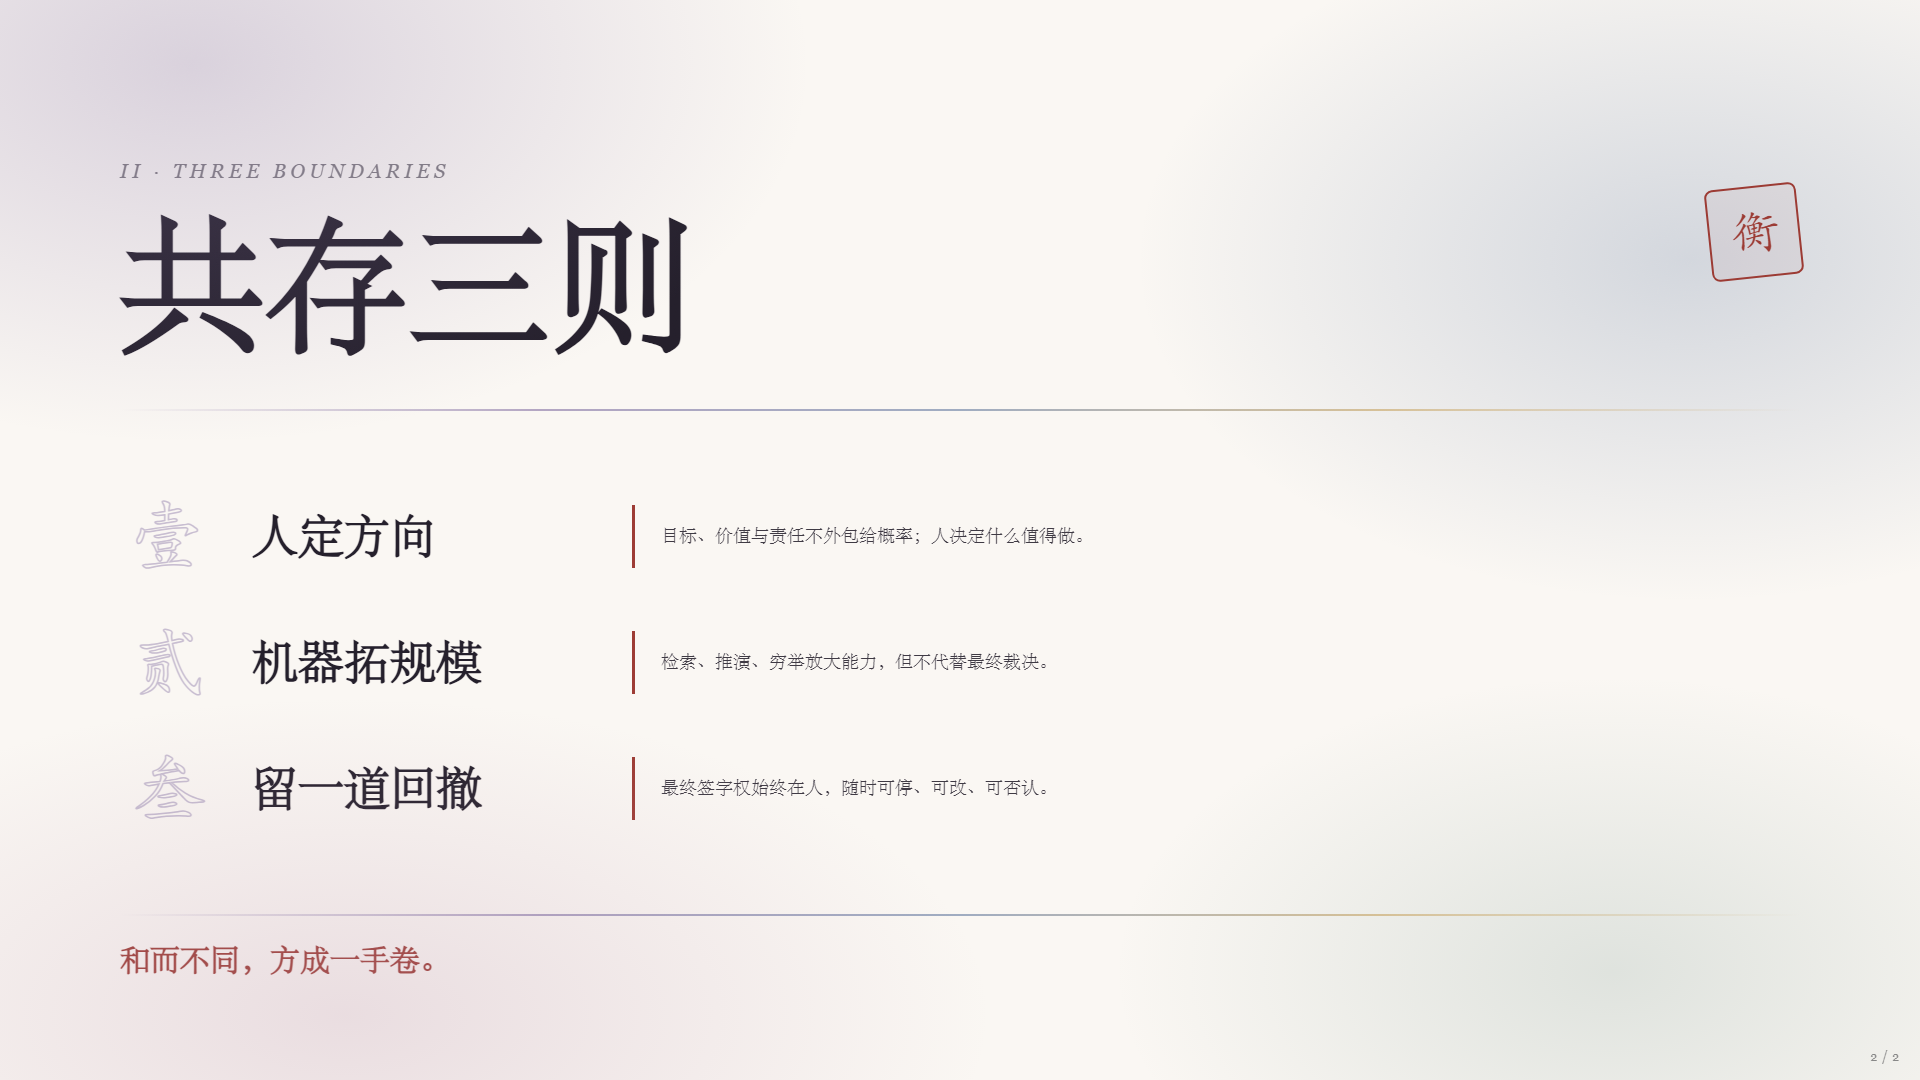 II · THREE BOUNDARIES
共存三则
衡
壹
人定方向
目标、价值与责任不外包给概率；人决定什么值得做。
贰
机器拓规模
检索、推演、穷举放大能力，但不代替最终裁决。
叁
留一道回撤
最终签字权始终在人，随时可停、可改、可否认。
和而不同，方成一手卷。
2 / 2